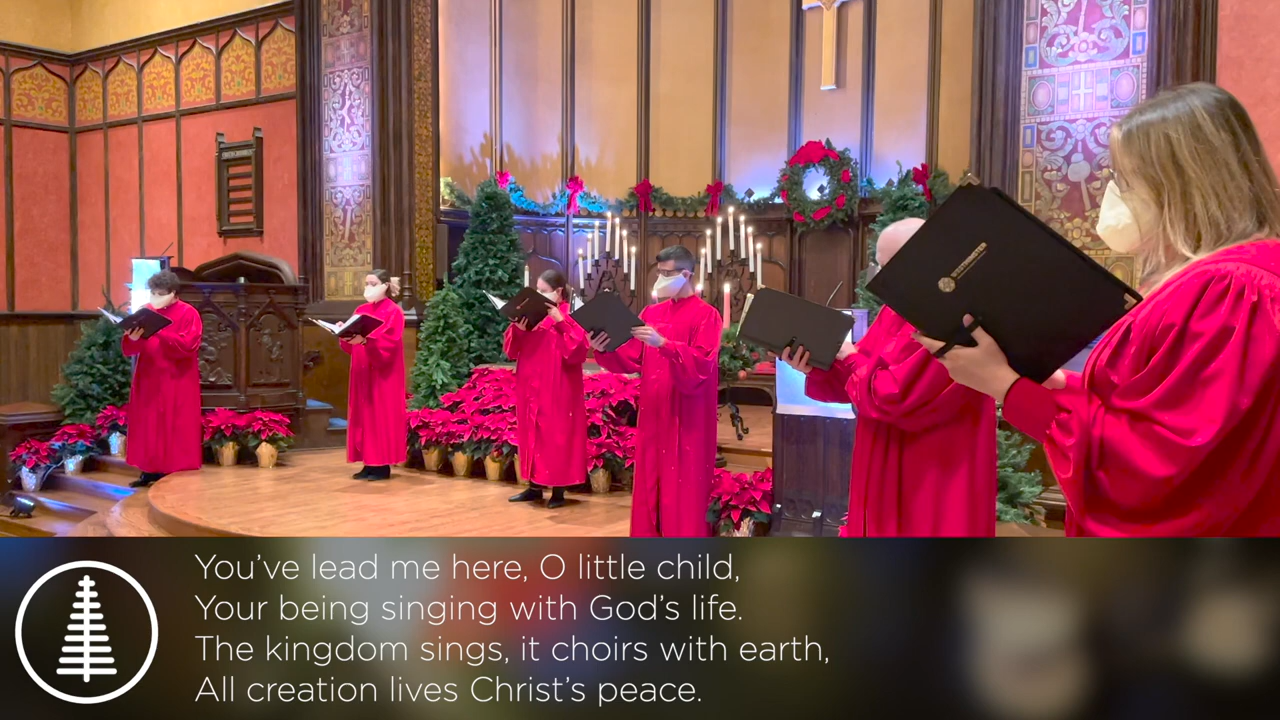 WESTMINSTER
You've lead me here, O little child,
Your being singing with God's life.
The kingdom sings, it choirs with earth,
All creation lives Christ's peace.